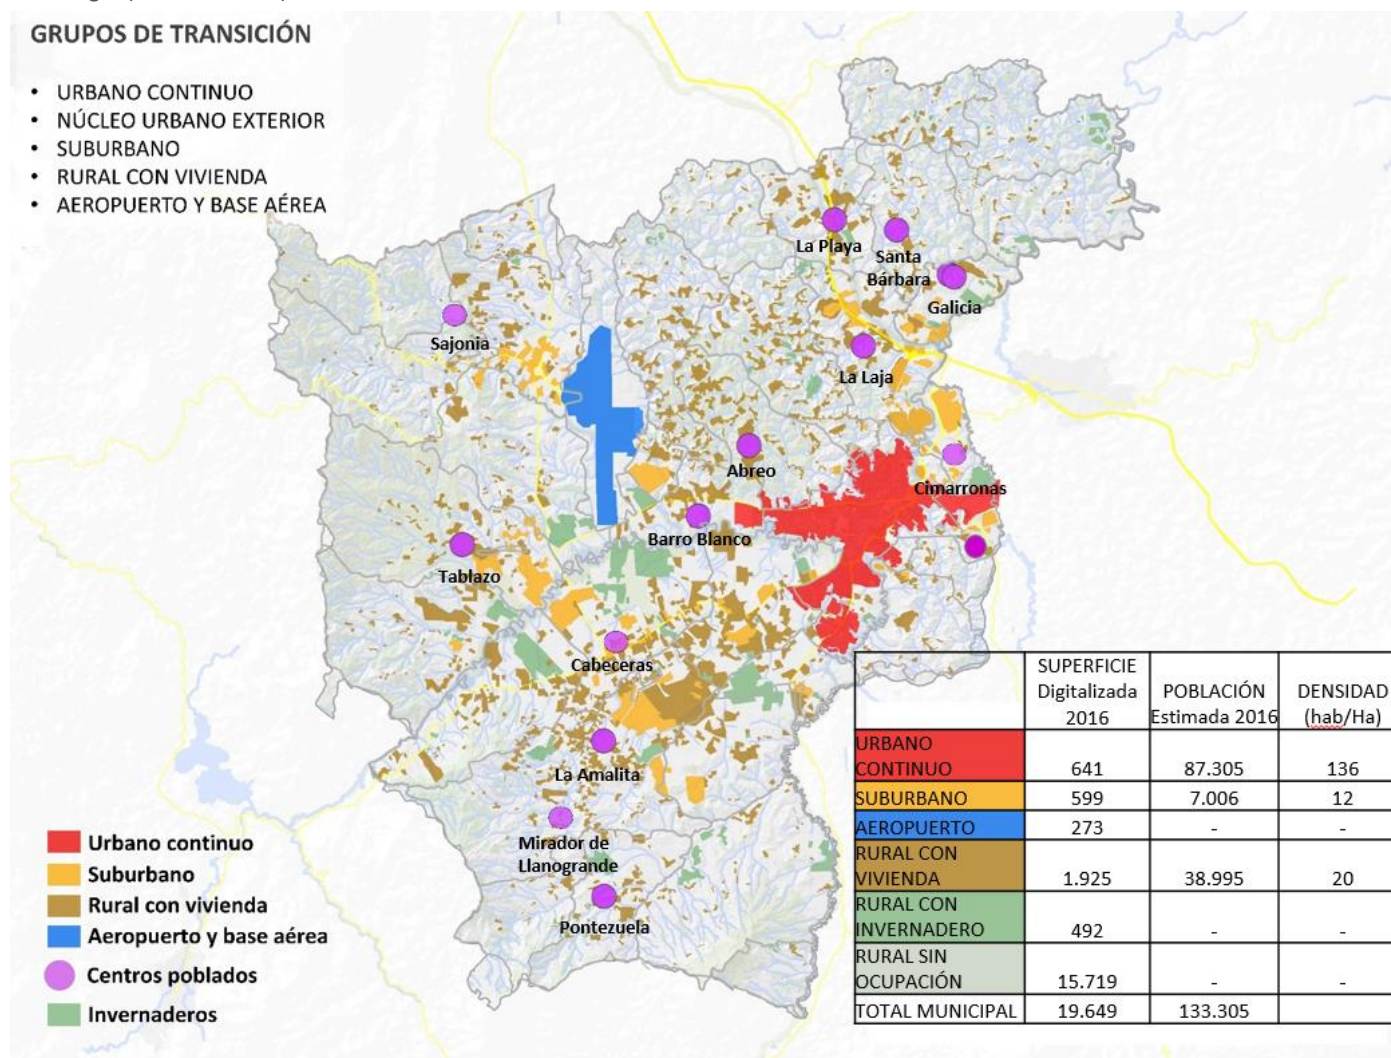 GRUPOS DE TRANSICIÓN
• URBANO CONTINUO
• NÚCLEO URBANO EXTERIOR
• SUBURBANO
• RURAL CON VIVIENDA
• AEROPUERTO Y BASE AÉREA
La Playa
Santa
Bárbara
Galicia
Sajonia
La Laja
Abreo
Cimarronas
Barro Blanco
Tablazo
Cabeceras
La Amalita
Mirador de
Llanogrande
Pontezuela
Urbano continuo
Suburbano
Rural con vivienda
Aeropuerto y base aérea
Centros poblados
Invernaderos
SUPERFICIE
Digitalizada
2016
POBLACIÓN
Estimada 2016
DENSIDAD
(hab/Ha)
URBANO
CONTINUO 641 87.305 136
SUBURBANO 599 7.006 12
AEROPUERTO 273 - -
RURAL CON
VIVIENDA 1.925 38.995 20
RURAL CON
INVERNADERO 492 - -
RURAL SIN
OCUPACIÓN 15.719 - -
TOTAL MUNICIPAL 19.649 133.305